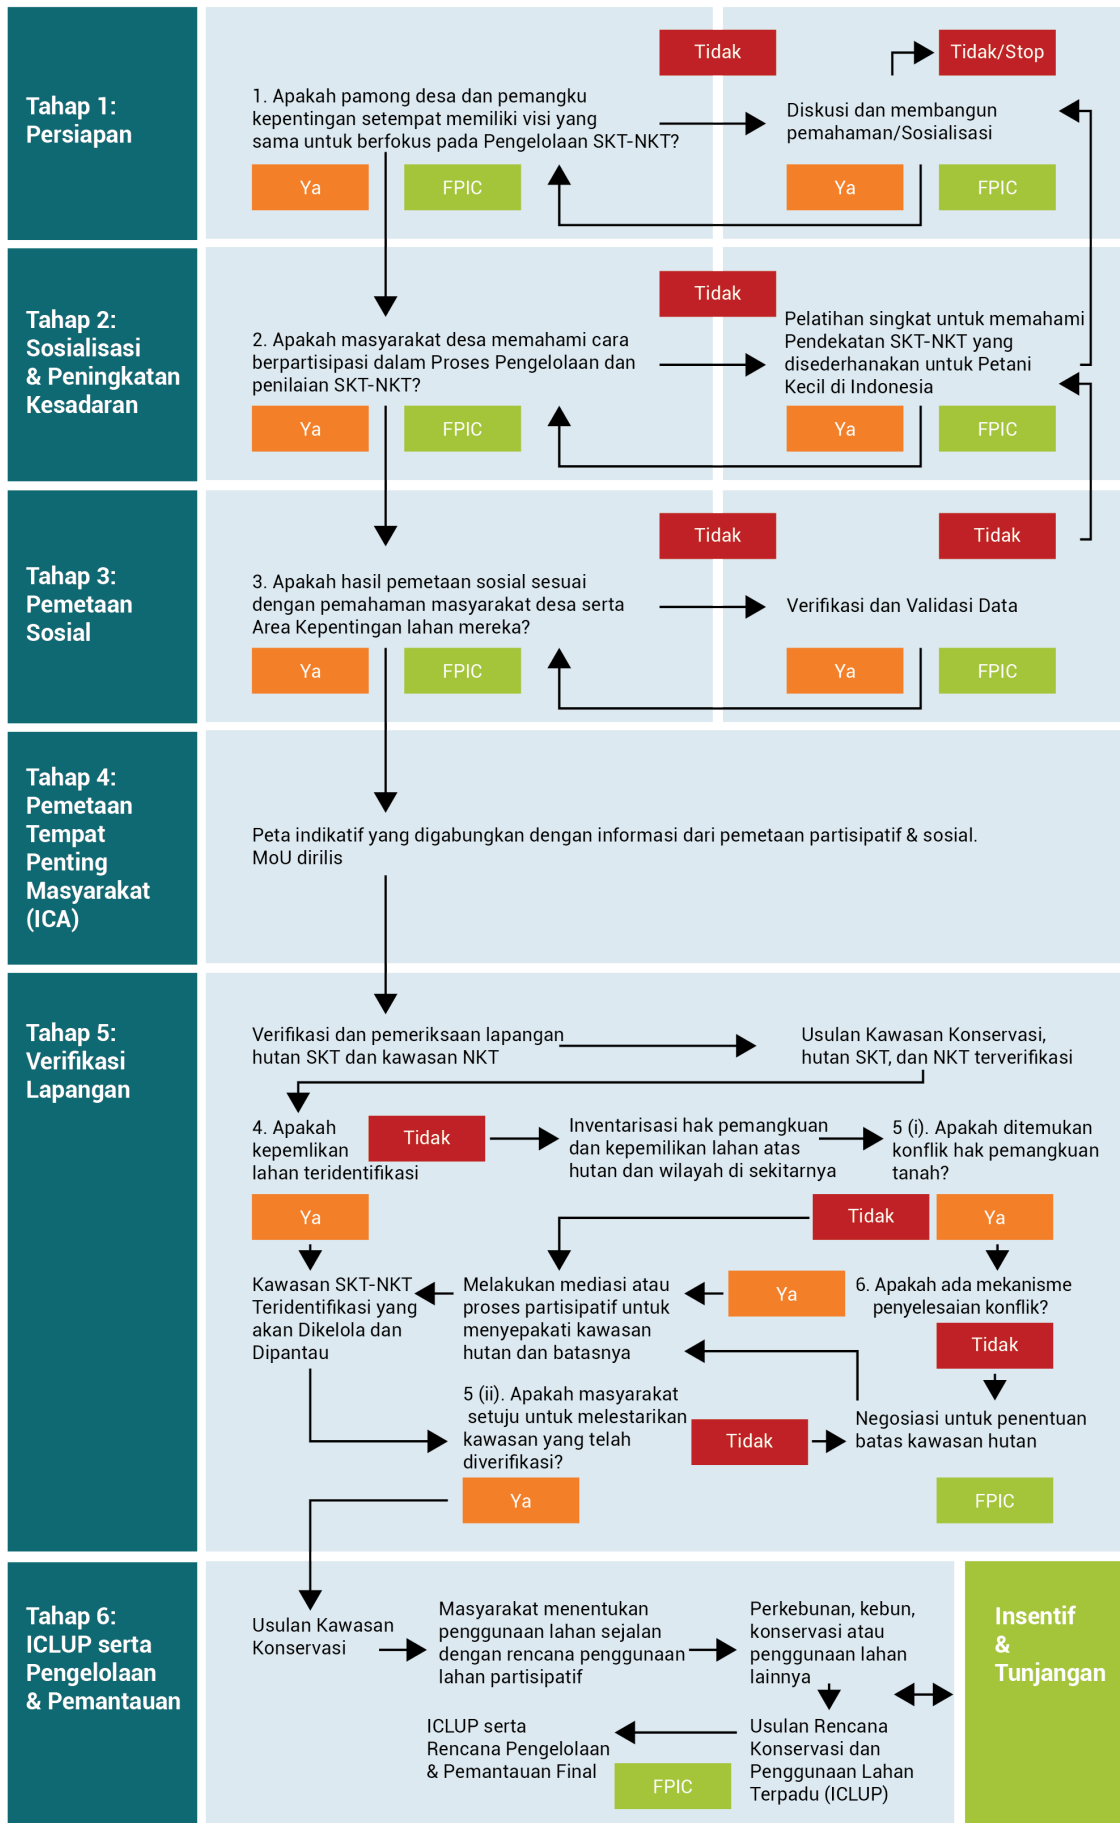 Tahap 1:
Persiapan
Tidak
Tidak/Stop
1. Apakah pamong desa dan pemangku
kepentingan setempat memiliki visi yang
sama untuk berfokus pada Pengelolaan SKT-NKT?
Diskusi dan membangun
pemahaman/Sosialisasi
Ya
FPIC
Ya
FPIC
Tahap 2:
Sosialisasi
& Peningkatan
Kesadaran
Tidak
2. Apakah masyarakat desa memahami cara
berpartisipasi dalam Proses Pengelolaan dan
penilaian SKT-NKT?
Pelatihan singkat untuk memahami
Pendekatan SKT-NKT yang
disederhanakan untuk Petani
Kecil di Indonesia
Ya
FPIC
Ya
FPIC
Tahap 3:
Pemetaan
Sosial
Tidak
Tidak
3. Apakah hasil pemetaan sosial sesuai
dengan pemahaman masyarakat desa serta
Area Kepentingan lahan mereka?
Verifikasi dan Validasi Data
Ya
FPIC
Ya
FPIC
Tahap 4:
Pemetaan
Tempat
Penting
Masyarakat
(ICA)
Peta indikatif yang digabungkan dengan informasi dari pemetaan partisipatif & sosial.
MoU dirilis
Tahap 5:
Verifikasi
Lapangan
Verifikasi dan pemeriksaan lapangan
hutan SKT dan kawasan NKT
Usulan Kawasan Konservasi,
hutan SKT, dan NKT terverifikasi
4. Apakah
kepemlikan
lahan teridentifikasi
Tidak
Inventarisasi hak pemangkuan
dan kepemilikan lahan atas
hutan dan wilayah di sekitarnya
5 (i). Apakah ditemukan
konflik hak pemangkuan
tanah?
Ya
Tidak
Ya
Kawasan SKT-NKT
Teridentifikasi yang
akan Dikelola dan
Dipantau
Melakukan mediasi atau
proses partisipatif untuk
menyepakati kawasan
hutan dan batasnya
Ya
6. Apakah ada mekanisme
penyelesaian konflik?
Tidak
5 (ii). Apakah masyarakat
setuju untuk melestarikan
kawasan yang telah
diverifikasi?
Tidak
Negosiasi untuk penentuan
batas kawasan hutan
Ya
FPIC
Tahap 6:
ICLUP serta
Pengelolaan
& Pemantauan
Usulan Kawasan
Konservasi
Masyarakat menentukan
penggunaan lahan sejalan
dengan rencana penggunaan
lahan partisipatif
Perkebunan, kebun,
konservasi atau
penggunaan lahan
lainnya
Insentif
&
Tunjangan
ICLUP serta
Rencana Pengelolaan
& Pemantauan Final
FPIC
Usulan Rencana
Konservasi dan
Penggunaan Lahan
Terpadu (ICLUP)